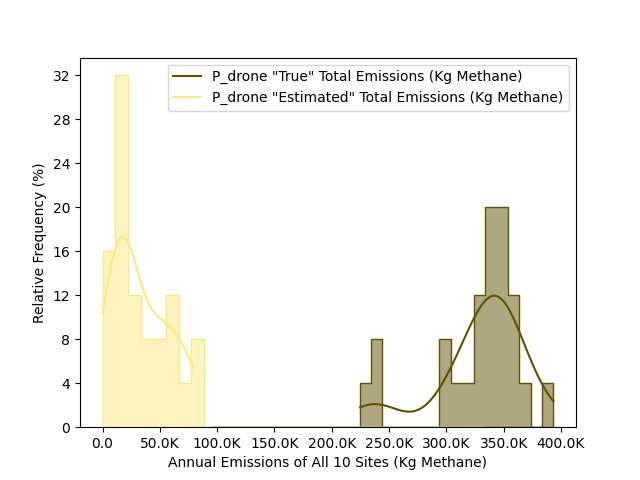 P_drone "True" Total Emissions (Kg Methane)
P_drone "Estimated" Total Emissions (Kg Methane)
Relative Frequency (%)
32
28
24
20
16
12
8
4
0
0.0 50.0K 100.0K 150.0K 200.0K 250.0K 300.0K 350.0K 400.0K
Annual Emissions of All 10 Sites (Kg Methane)